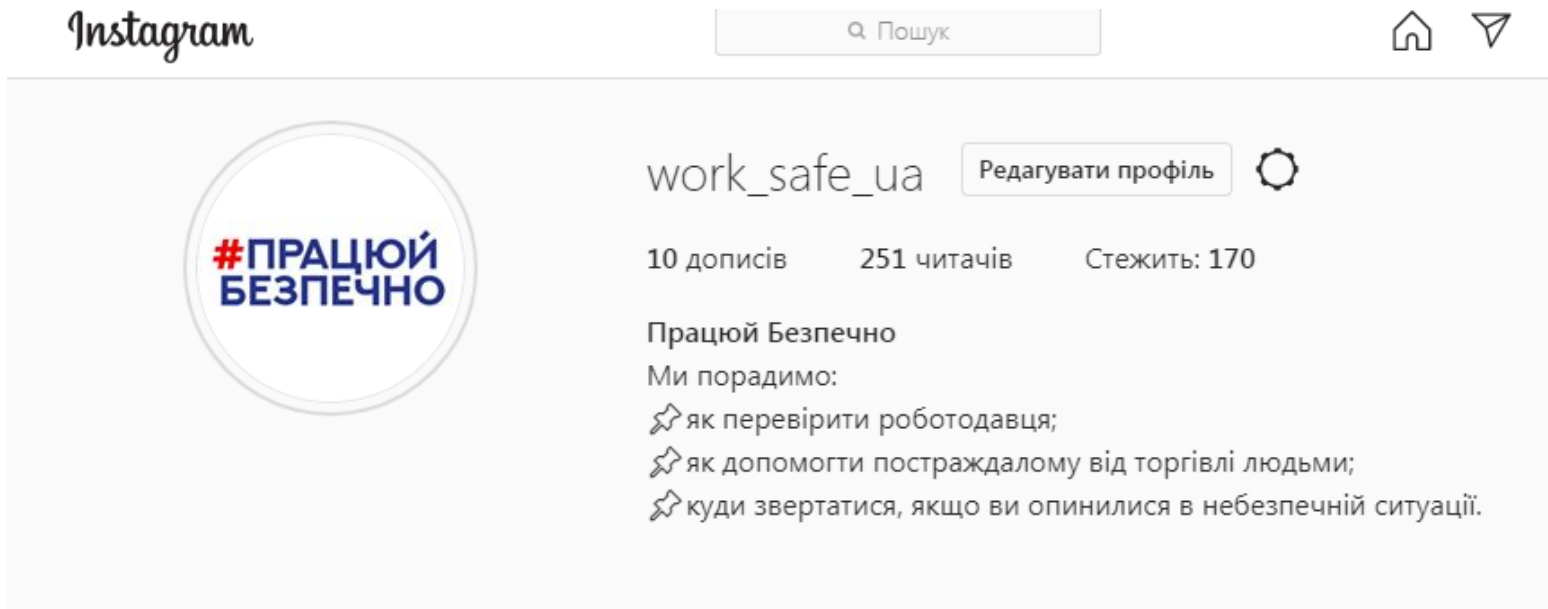 Instagram
Пошук
#ПРАЦЮЙ
БЕЗПЕЧНО
work_safe_ua
Редагувати профіль
10 дописів 251 читачів Стежить: 170
Працюй Безпечно
Ми порадимо:
як перевірити роботодавця;
як допомогти постраждалому від торгівлі людьми;
куди звертатися, якщо ви опинилися в небезпечній ситуації.